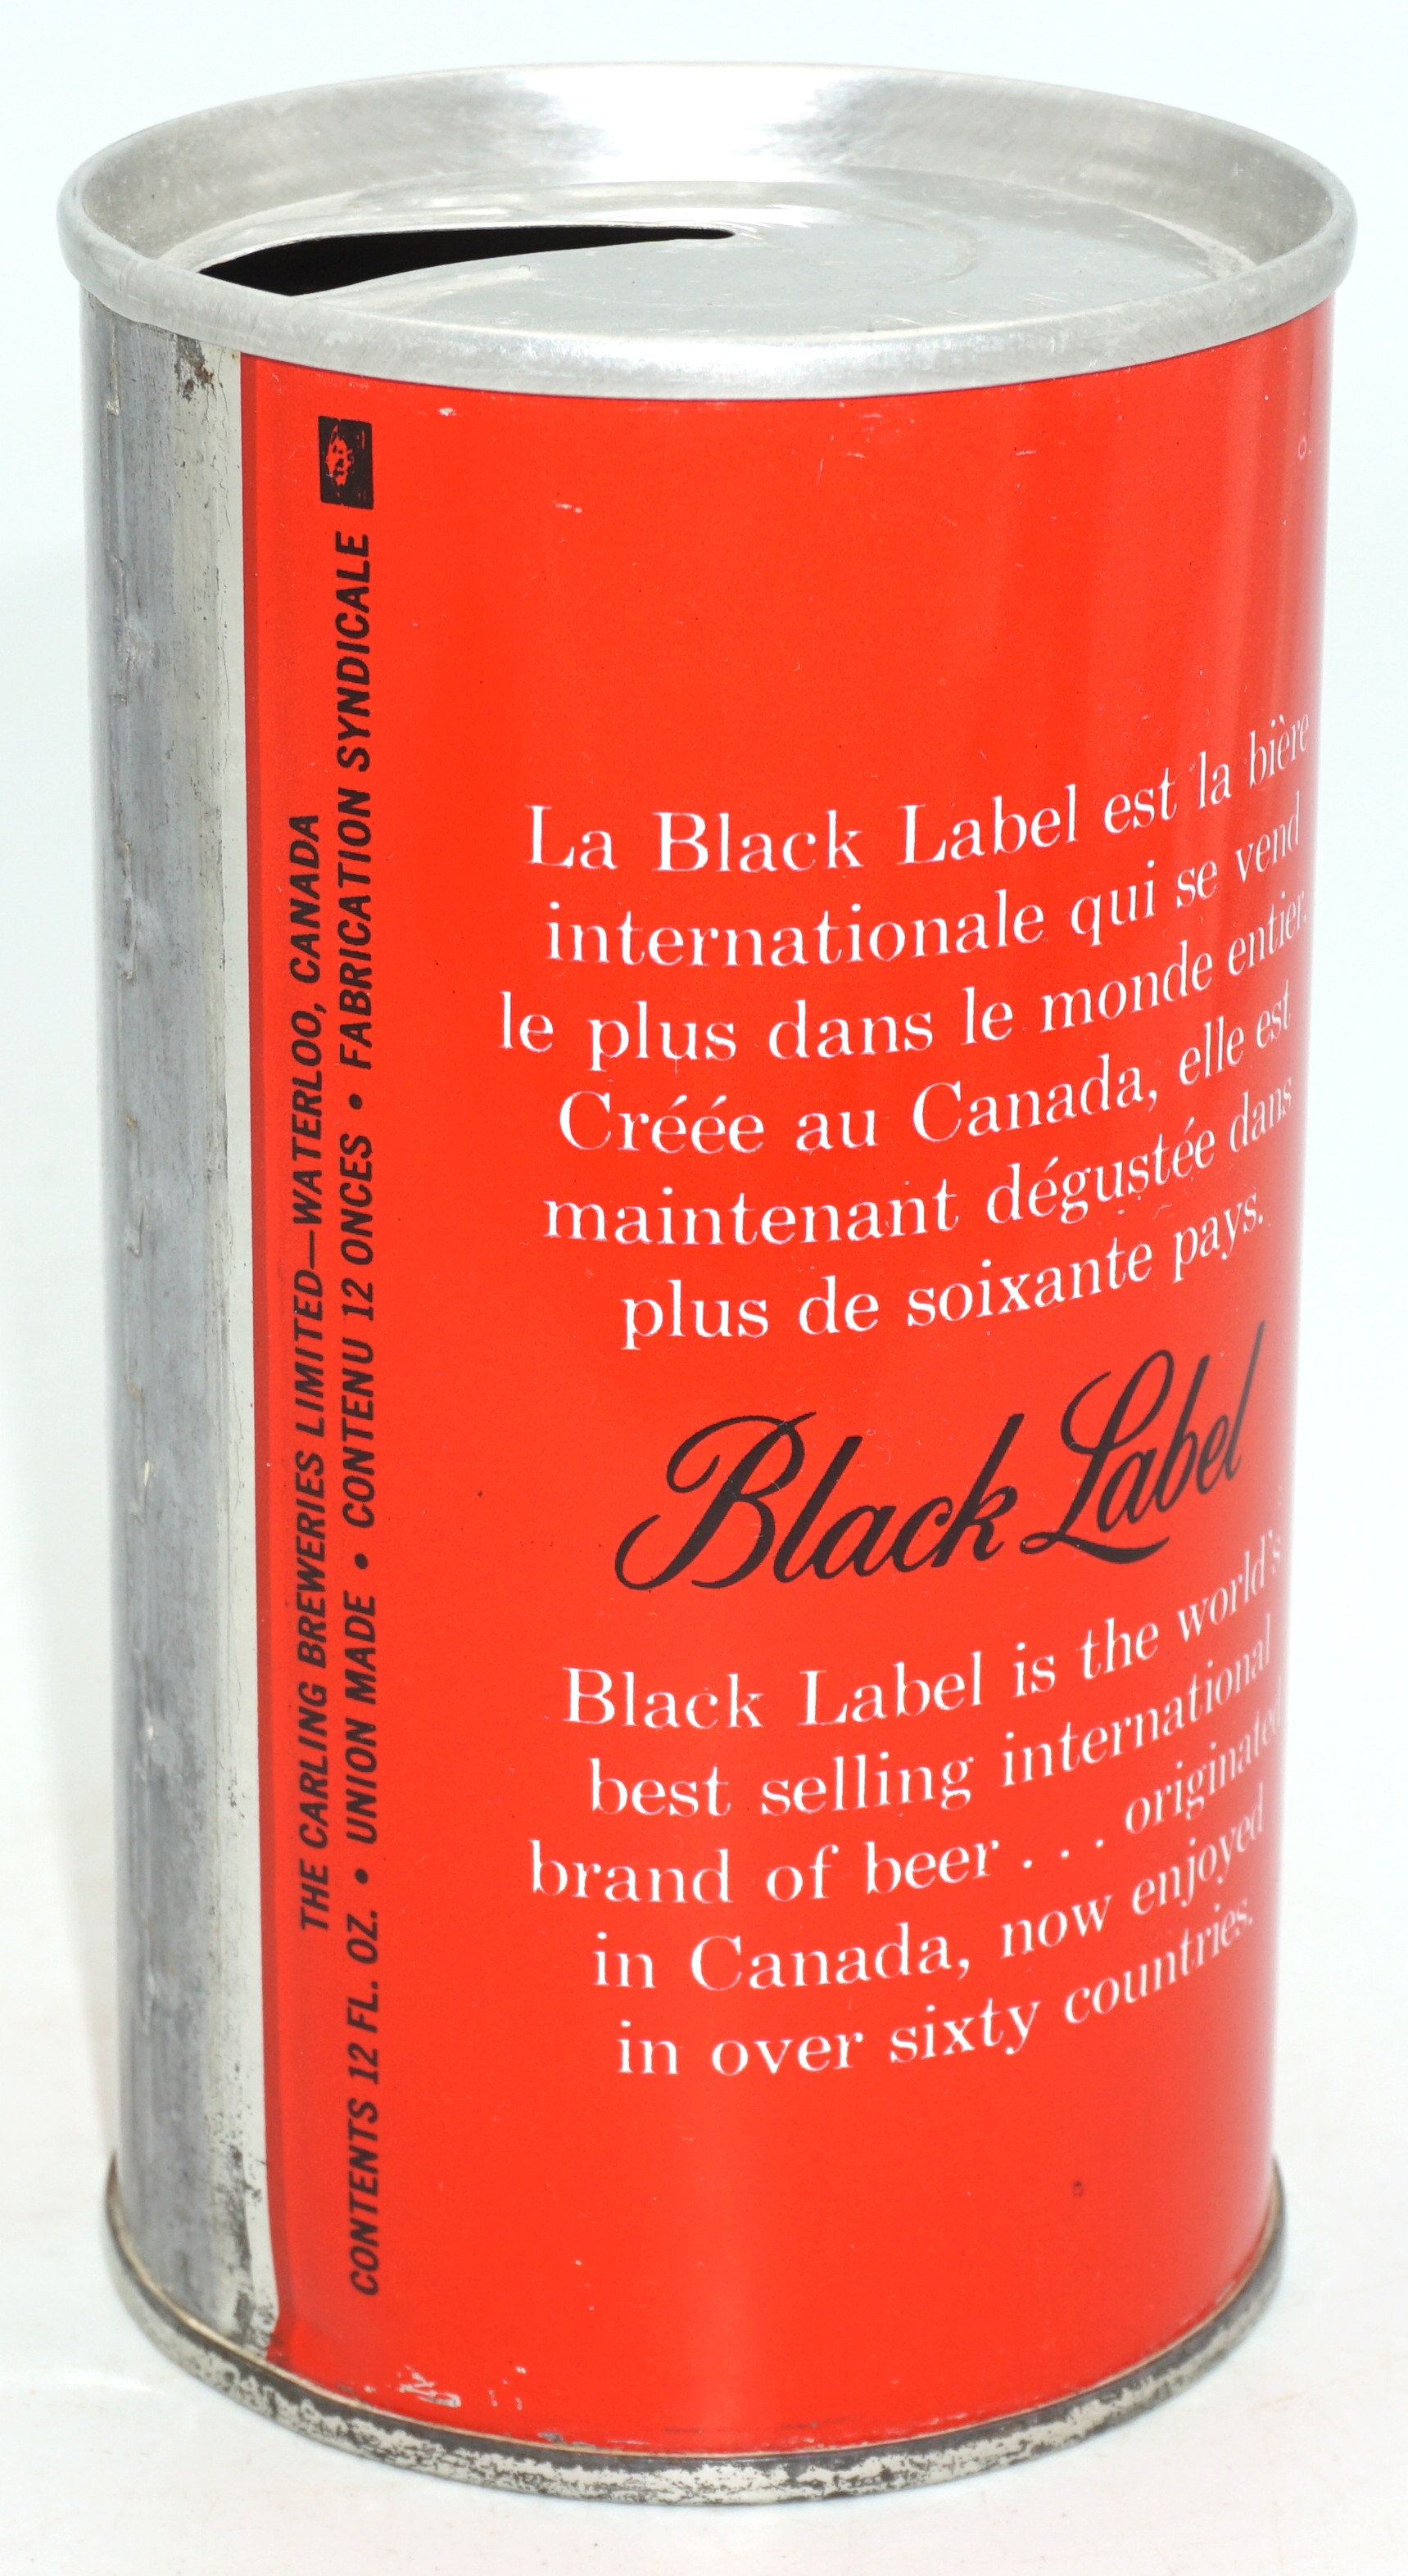 THE CARLING BREWERIES LIMITED—WATERLOO, CANADA
CONTENTS 12 FL. OZ. • UNION MADE • CONTENU 12 ONCES • FABRICATION SYNDICALE
La Black Label est la bière
internationale qui se vend
le plus dans le monde entier.
Créée au Canada, elle est
maintenant dégustée dans
plus de soixante pays.
Black Label
Black Label is the world's
best selling international
brand of beer . . . originated
in Canada, now enjoyed
in over sixty countries.